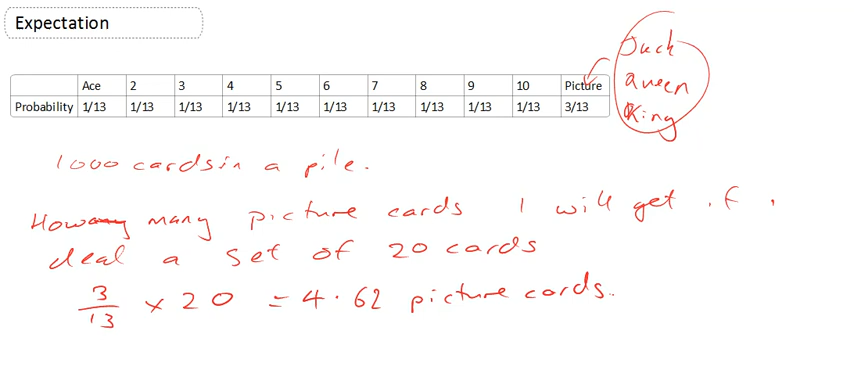 Expectation
Jack
Queen
King
Ace 2 3 4 5 6 7 8 9 10 Picture
Probability 1/13 1/13 1/13 1/13 1/13 1/13 1/13 1/13 1/13 1/13 3/13
1000 cards in a pile.
How many picture cards I will get if I
deal a set of 20 cards
3/13 × 20 = 4.62 picture cards.